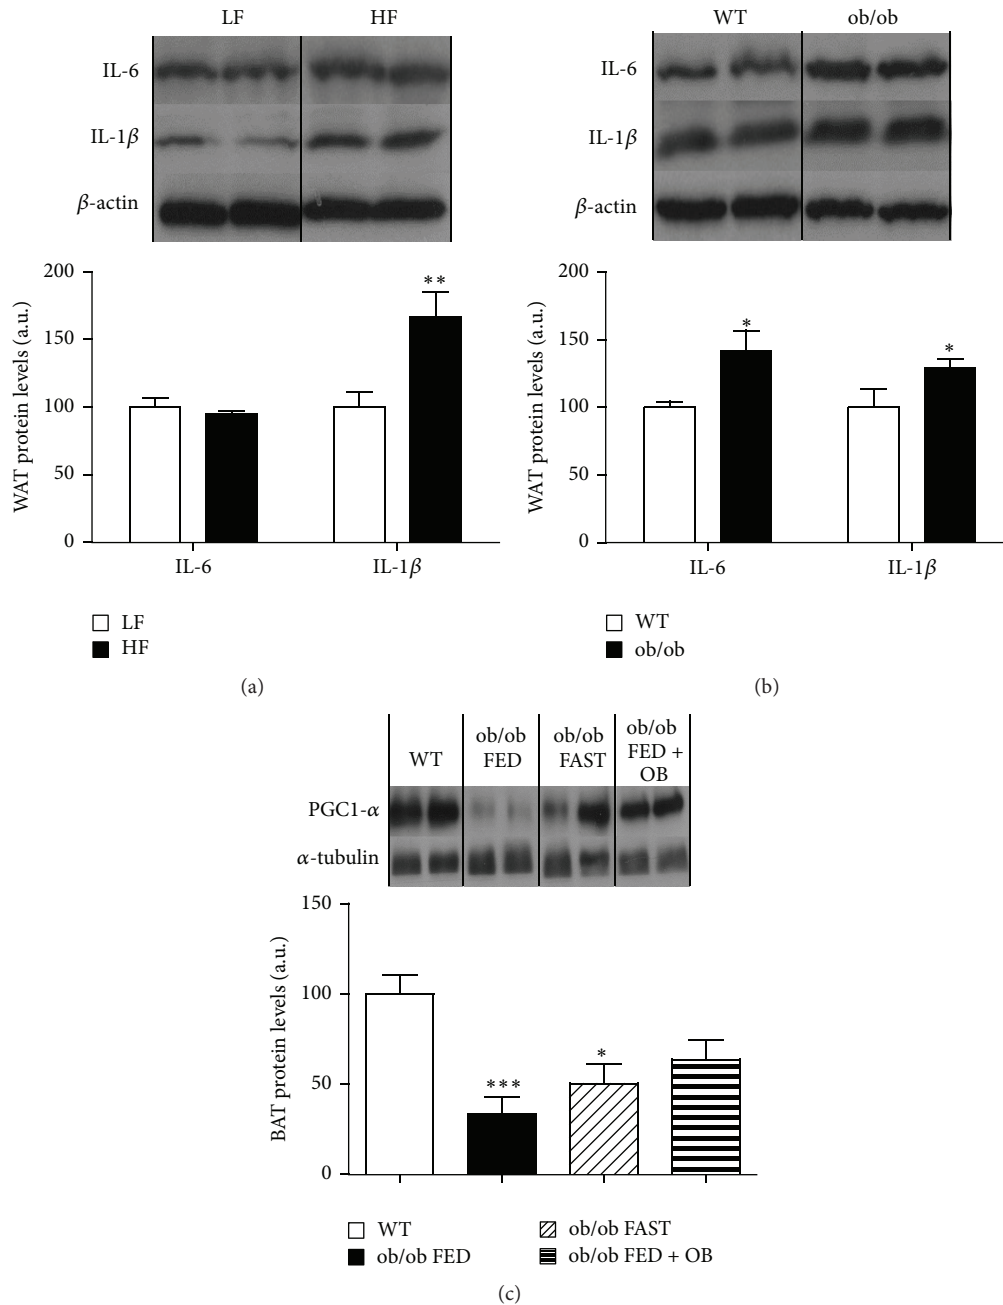 LF HF
IL-6
IL-1β
β-actin
WAT protein levels (a.u.)
200
150
100
50
0
**
IL-6 IL-1β
LF
HF
(a)
WT ob/ob
IL-6
IL-1β
β-actin
WAT protein levels (a.u.)
200
150
100
50
0
*
*
IL-6 IL-1β
WT
ob/ob
(b)
WT
ob/ob
FED
ob/ob
FAST
ob/ob
FED +
OB
PGC1-α
α-tubulin
BAT protein levels (a.u.)
150
100
50
0
***
*
WT
ob/ob FED
ob/ob FAST
ob/ob FED + OB
(c)